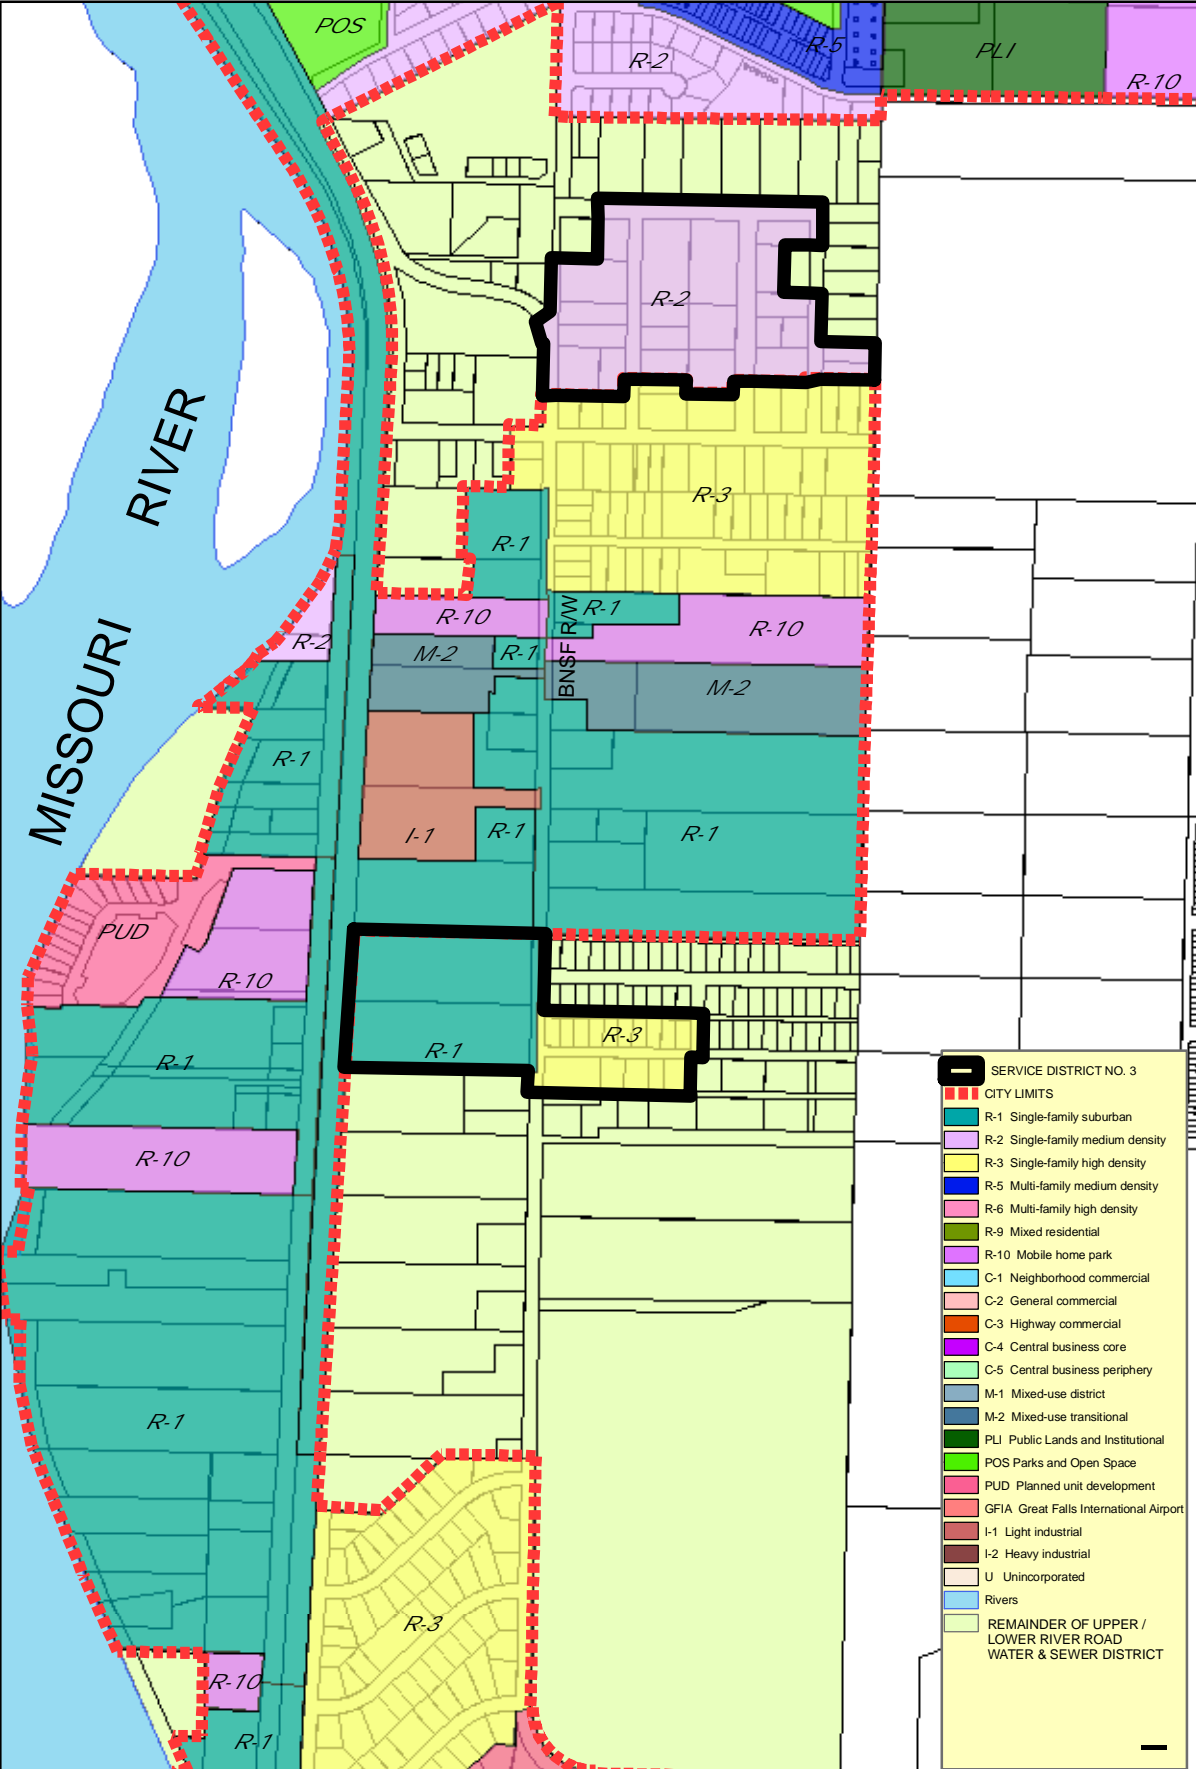 POS
R-2
R-5
PLI
R-10
R-2
RIVER
R-3
R-1
R-10
BNSF R/W
R-1
R-10
R-2
M-2
R-1
M-2
MISSOURI
R-1
I-1
R-1
R-1
PUD
R-10
R-1
R-3
R-1
R-10
R-1
R-3
R-10
R-1
SERVICE DISTRICT NO. 3
CITY LIMITS
R-1 Single-family suburban
R-2 Single-family medium density
R-3 Single-family high density
R-5 Multi-family medium density
R-6 Multi-family high density
R-9 Mixed residential
R-10 Mobile home park
C-1 Neighborhood commercial
C-2 General commercial
C-3 Highway commercial
C-4 Central business core
C-5 Central business periphery
M-1 Mixed-use district
M-2 Mixed-use transitional
PLI Public Lands and Institutional
POS Parks and Open Space
PUD Planned unit development
GFIA Great Falls International Airport
I-1 Light industrial
I-2 Heavy industrial
U Unincorporated
Rivers
REMAINDER OF UPPER /
LOWER RIVER ROAD
WATER & SEWER DISTRICT